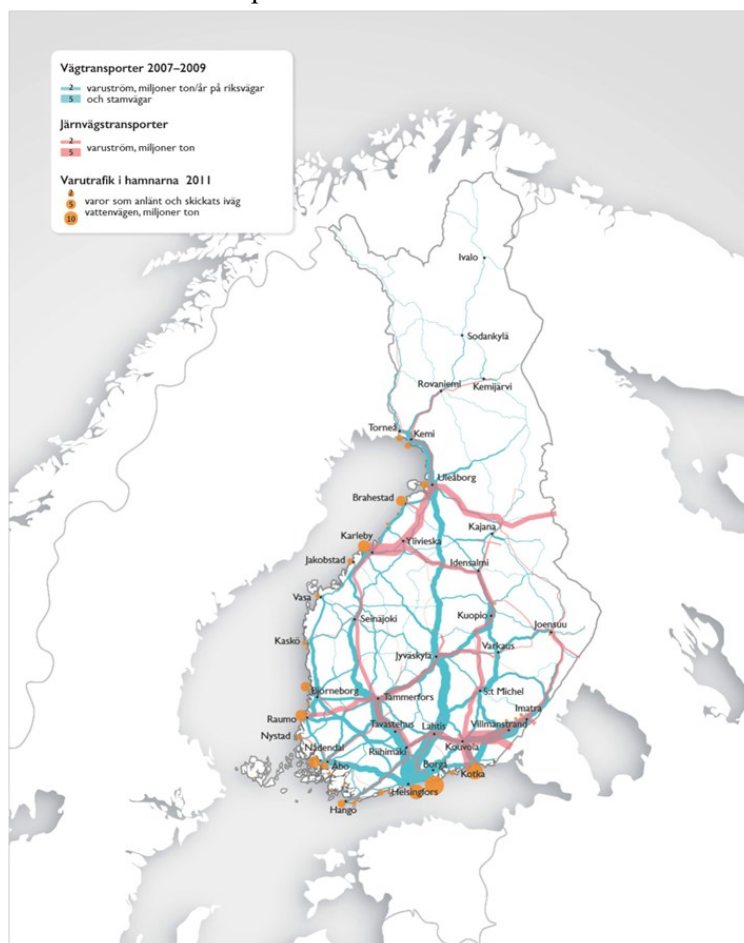 Vägtransporter 2007–2009
2
varuström, miljoner ton/år på riksvägar
5
och stamvägar
Järnvägstransporter
2
varuström, miljoner ton
5
Varutrafik i hamnarna 2011
2
5
varor som anlänt och skickats iväg
10
vattenvägen, miljoner ton
Ivalo
Sodankylä
Rovaniemi
Kemijärvi
Torneå
Kemi
Uleåborg
Brahestad
Kajana
Karleby
Ylivieska
Jakobstad
Idensalmi
Vasa
Seinäjoki
Kuopio
Joensuu
Kaskö
Jyväskylä
Varkaus
Björneborg
Tammerfors
S:t Michel
Imatra
Raumo
Tavastehus
Lahtis
Villmanstrand
Nystad
Nådendal
Riihimäki
Kouvola
Åbo
Borgå
Kotka
Helsingfors
Hangö